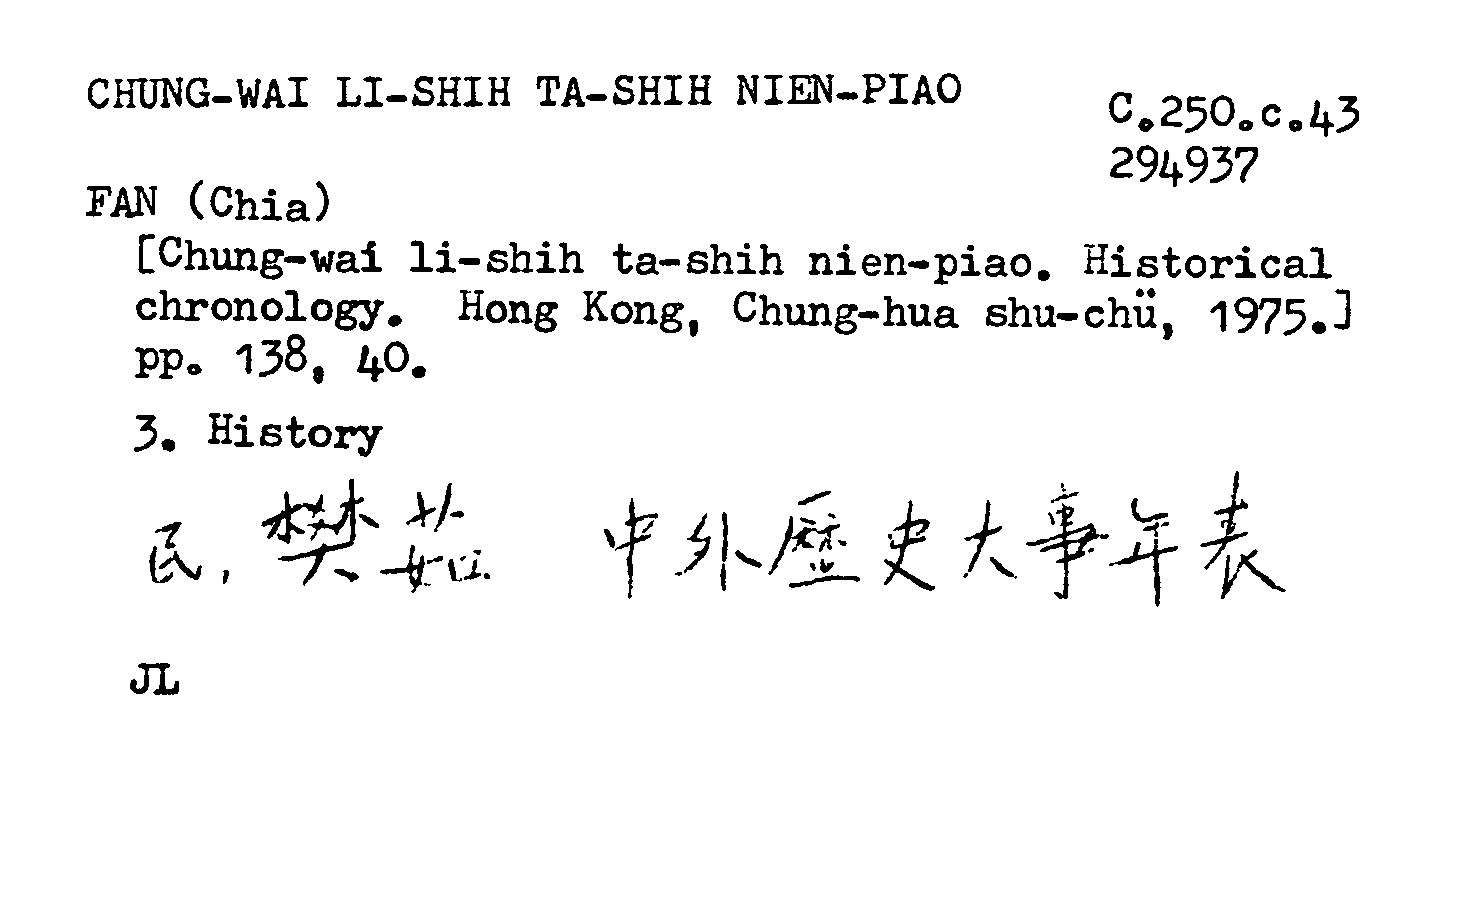 CHUNG-WAI LI-SHIH TA-SHIH NIEN-PIAO
C.250.c.43
294937
FAN (Chia)
[Chung-wai li-shih ta-shih nien-piao. Historical
chronology. Hong Kong, Chung-hua shu-chü, 1975.]
pp. 138, 40.
3. History
民, 樊茹 中外歷史大事年表
JL